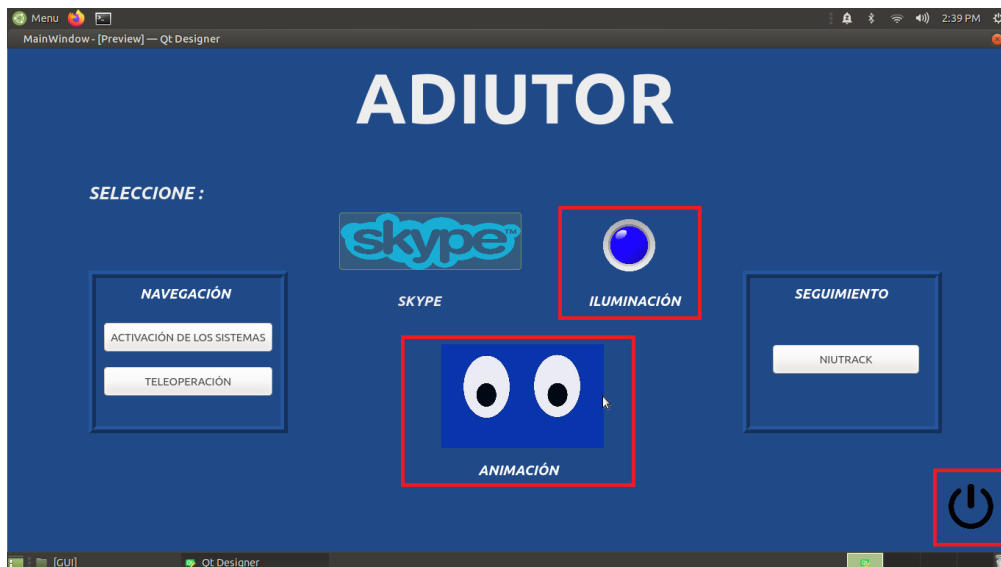 Menu
2:39 PM
MainWindow - [Preview] — Qt Designer
ADIUTOR
SELECCIONE :
skype™
SKYPE
ILUMINACIÓN
NAVEGACIÓN
ACTIVACIÓN DE LOS SISTEMAS
TELEOPERACIÓN
SEGUIMIENTO
NIUTRACK
ANIMACIÓN
[GUI]
Qt Designer